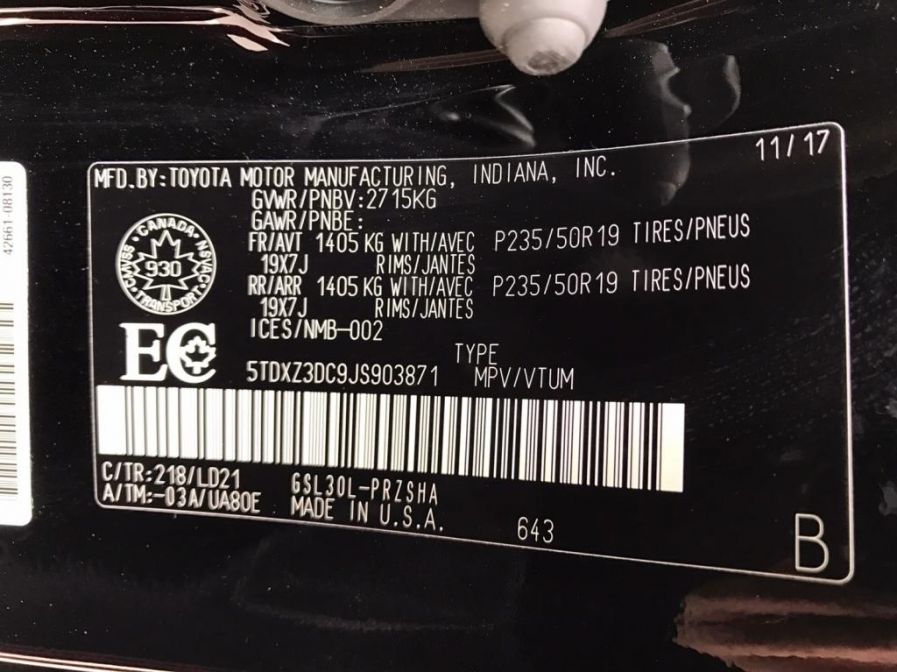 11/17
MFD.BY:TOYOTA MOTOR MANUFACTURING, INDIANA, INC.
GVWR/PNBV:2715KG
GAWR/PNBE:
FR/AVT 1405 KG WITH/AVEC P235/50R19 TIRES/PNEUS
19X7J RIMS/JANTES
RR/ARR 1405 KG WITH/AVEC P235/50R19 TIRES/PNEUS
19X7J RIMS/JANTES
ICES/NMB-002
CANADA
930
TRANSPORT
EC
TYPE
5TDXZ3DC9JS903871 MPV/VTUM
C/TR:218/LD21 GSL30L-PRZSHA
A/TM:-03A/UA80E MADE IN U.S.A.
643
B
42661-08130